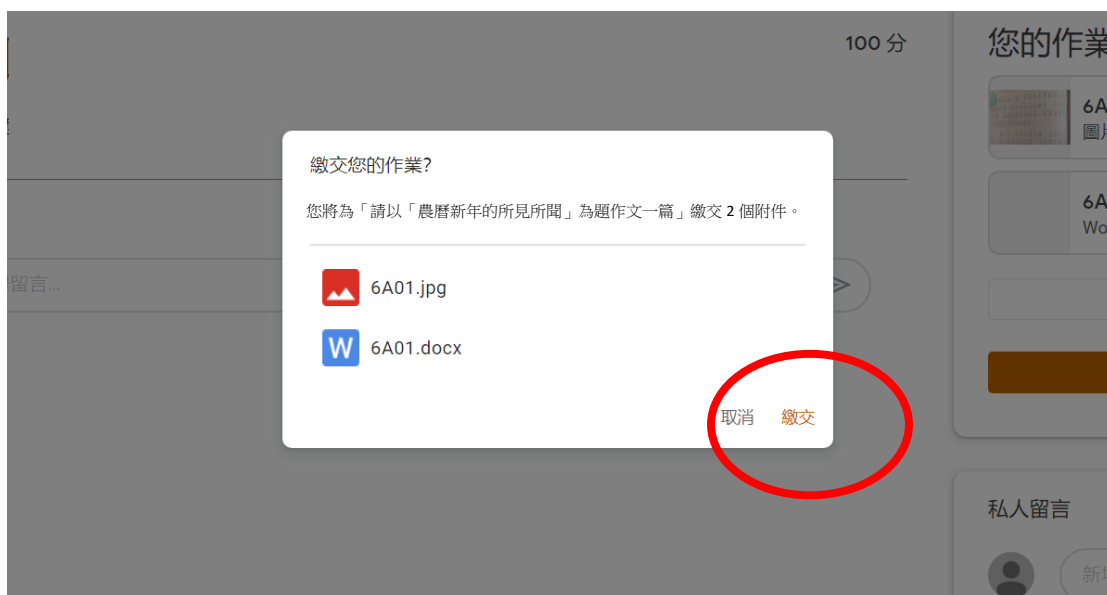 100 分
您的作業
6A
圖片
6A
Wo
繳交您的作業?
您將為「請以「農曆新年的所見所聞」為題作文一篇」繳交 2 個附件。
6A01.jpg
W 6A01.docx
留言...
取消 繳交
私人留言
新增